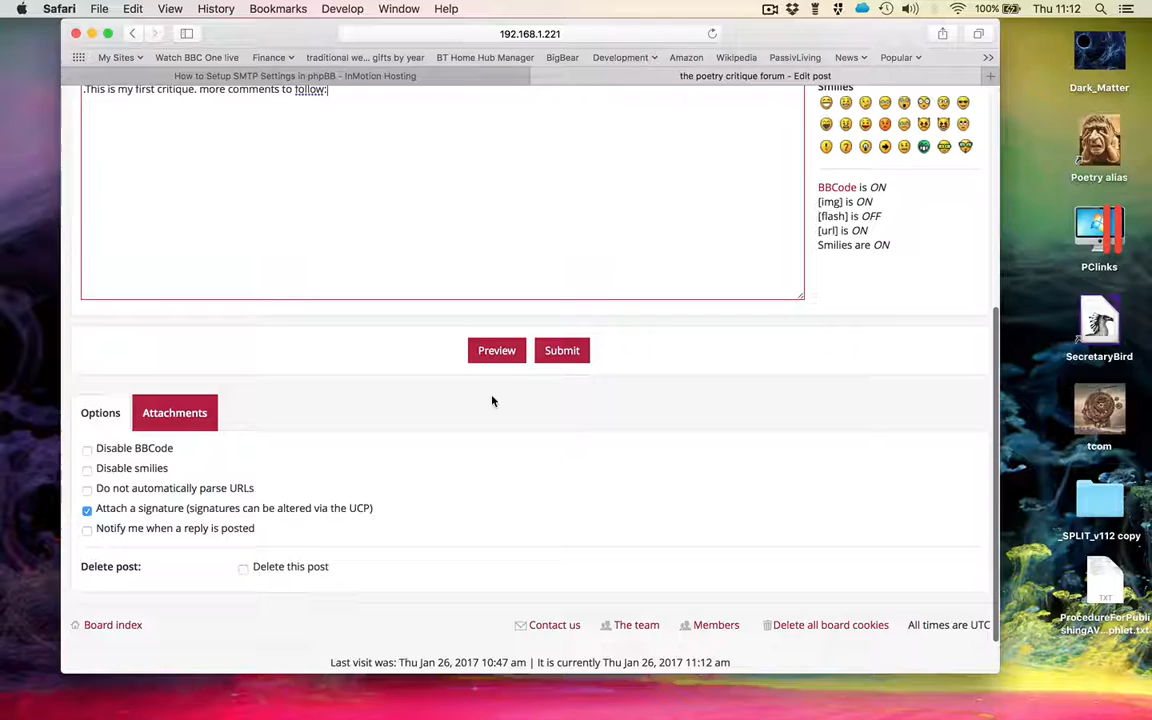 Safari File Edit View History Bookmarks Develop Window Help 100% Thu 11:12
192.168.1.221
My Sites Watch BBC One live Finance traditional we... gifts by year BT Home Hub Manager BigBear Development Amazon Wikipedia PassivLiving News Popular
How to Setup SMTP Settings in phpBB - InMotion Hosting the poetry critique forum - Edit post
.This is my first critique. more comments to follow:
Smilies
BBCode is ON
[img] is ON
[flash] is OFF
[url] is ON
Smilies are ON
Preview Submit
Options Attachments
Disable BBCode
Disable smilies
Do not automatically parse URLs
Attach a signature (signatures can be altered via the UCP)
Notify me when a reply is posted
Delete post: Delete this post
Board index Contact us The team Members Delete all board cookies All times are UTC
Last visit was: Thu Jan 26, 2017 10:47 am | It is currently Thu Jan 26, 2017 11:12 am
Dark_Matter
Poetry alias
PClinks
SecretaryBird
tcom
_SPLIT_v112 copy
TXT
ProcedureForPubli
shingAV...phlet.txt